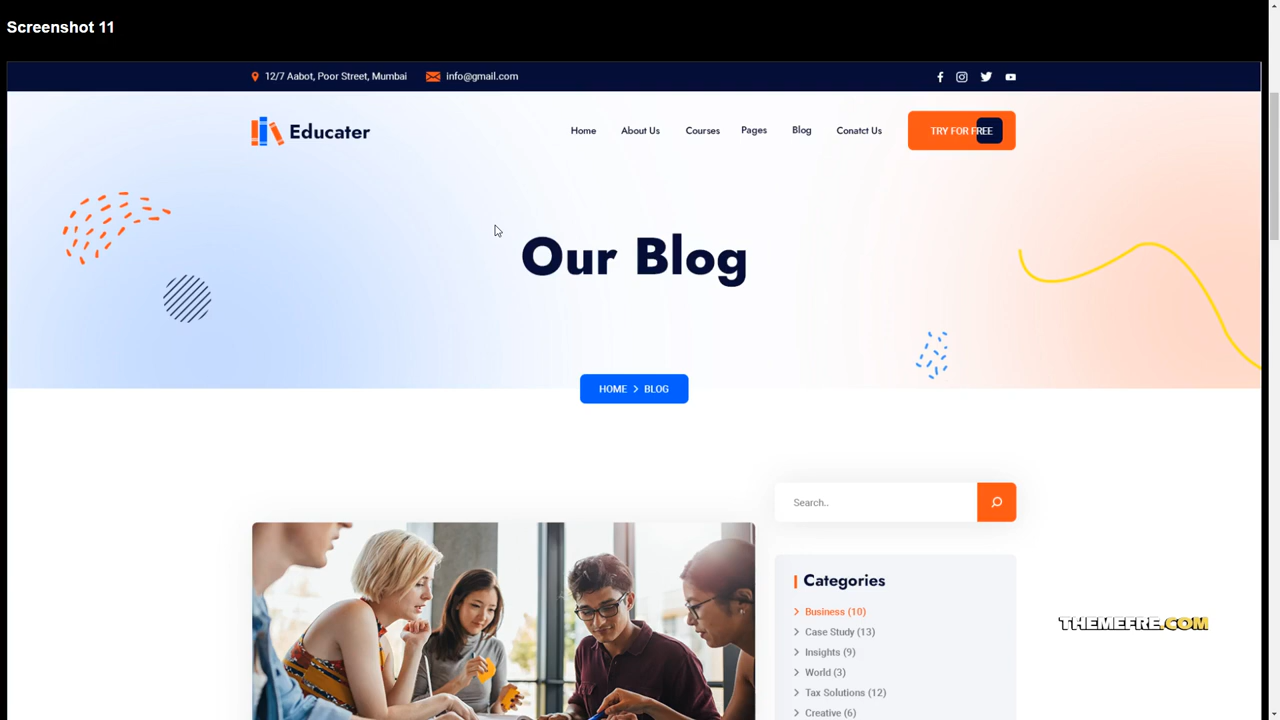 Screenshot 11
12/7 Aabot, Poor Street, Mumbai info@gmail.com
Educater
Home About Us Courses Pages Blog Conatct Us TRY FOR FREE
Our Blog
HOME > BLOG
Search..
Categories
Business (10)
Case Study (13)
Insights (9)
World (3)
Tax Solutions (12)
Creative (6)
THEMEFRE.COM